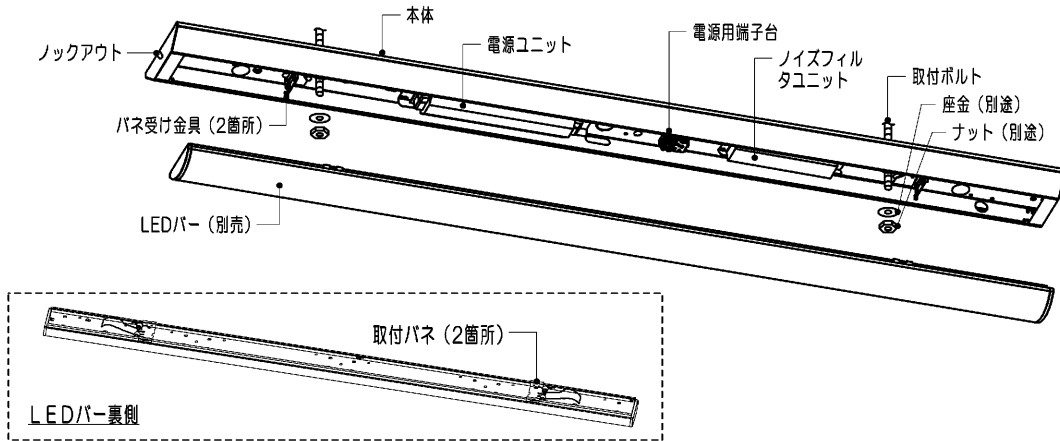 本体
ノックアウト
電源ユニット
電源用端子台
ノイズフィル
タユニット
取付ボルト
座金（別途）
ナット（別途）
バネ受け金具（2箇所）
LEDバー（別売）
取付バネ（2箇所）
LEDバー裏側